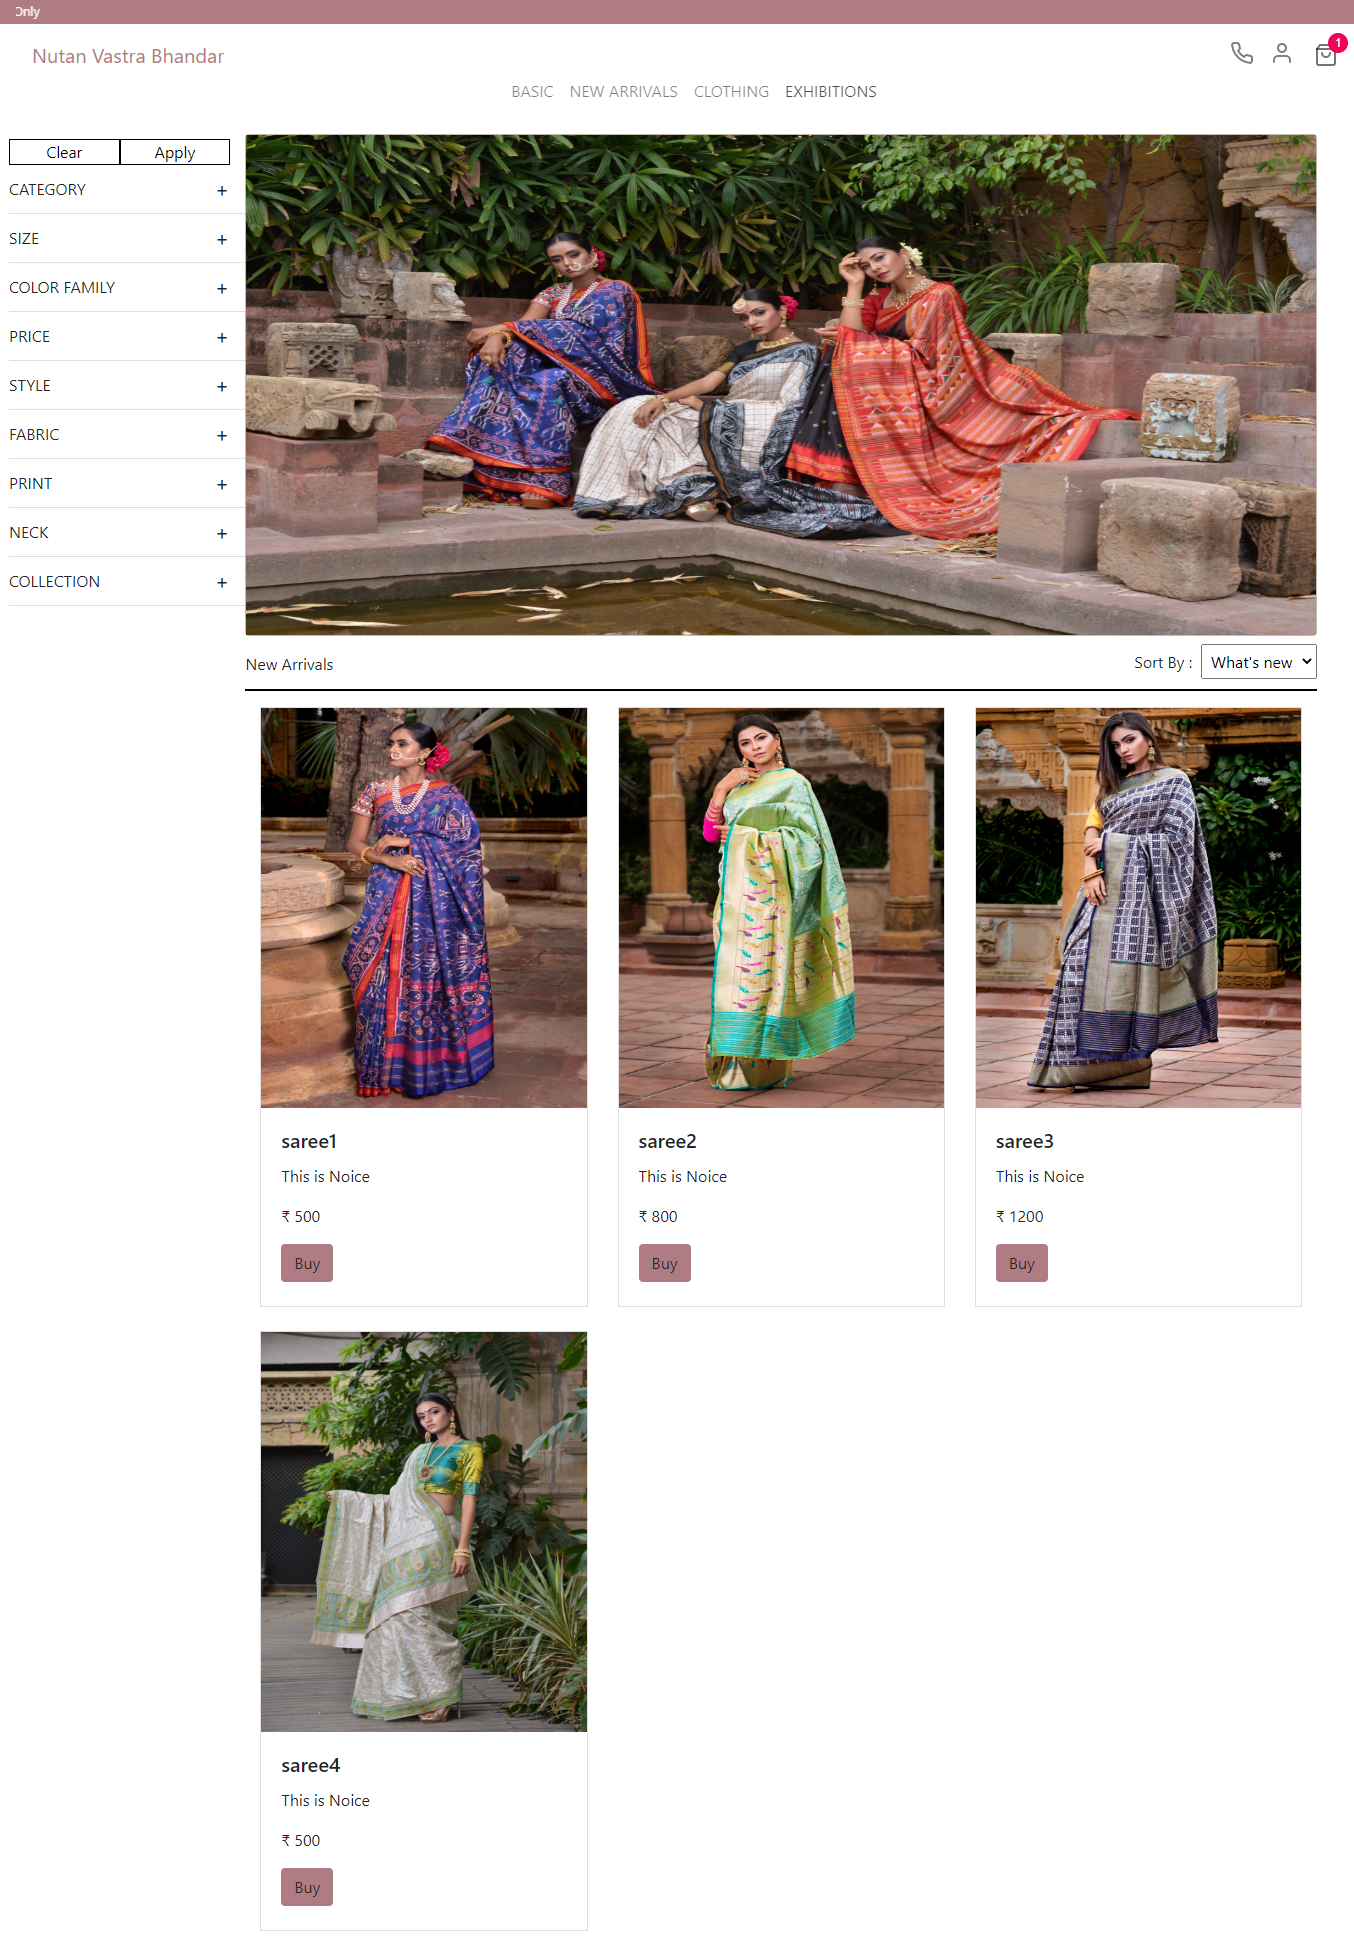 Only
Nutan Vastra Bhandar
1
BASIC NEW ARRIVALS CLOTHING EXHIBITIONS
Clear Apply
CATEGORY +
SIZE +
COLOR FAMILY +
PRICE +
STYLE +
FABRIC +
PRINT +
NECK +
COLLECTION +
New Arrivals
Sort By : What's new
saree1
This is Noice
₹ 500
Buy
saree2
This is Noice
₹ 800
Buy
saree3
This is Noice
₹ 1200
Buy
saree4
This is Noice
₹ 500
Buy